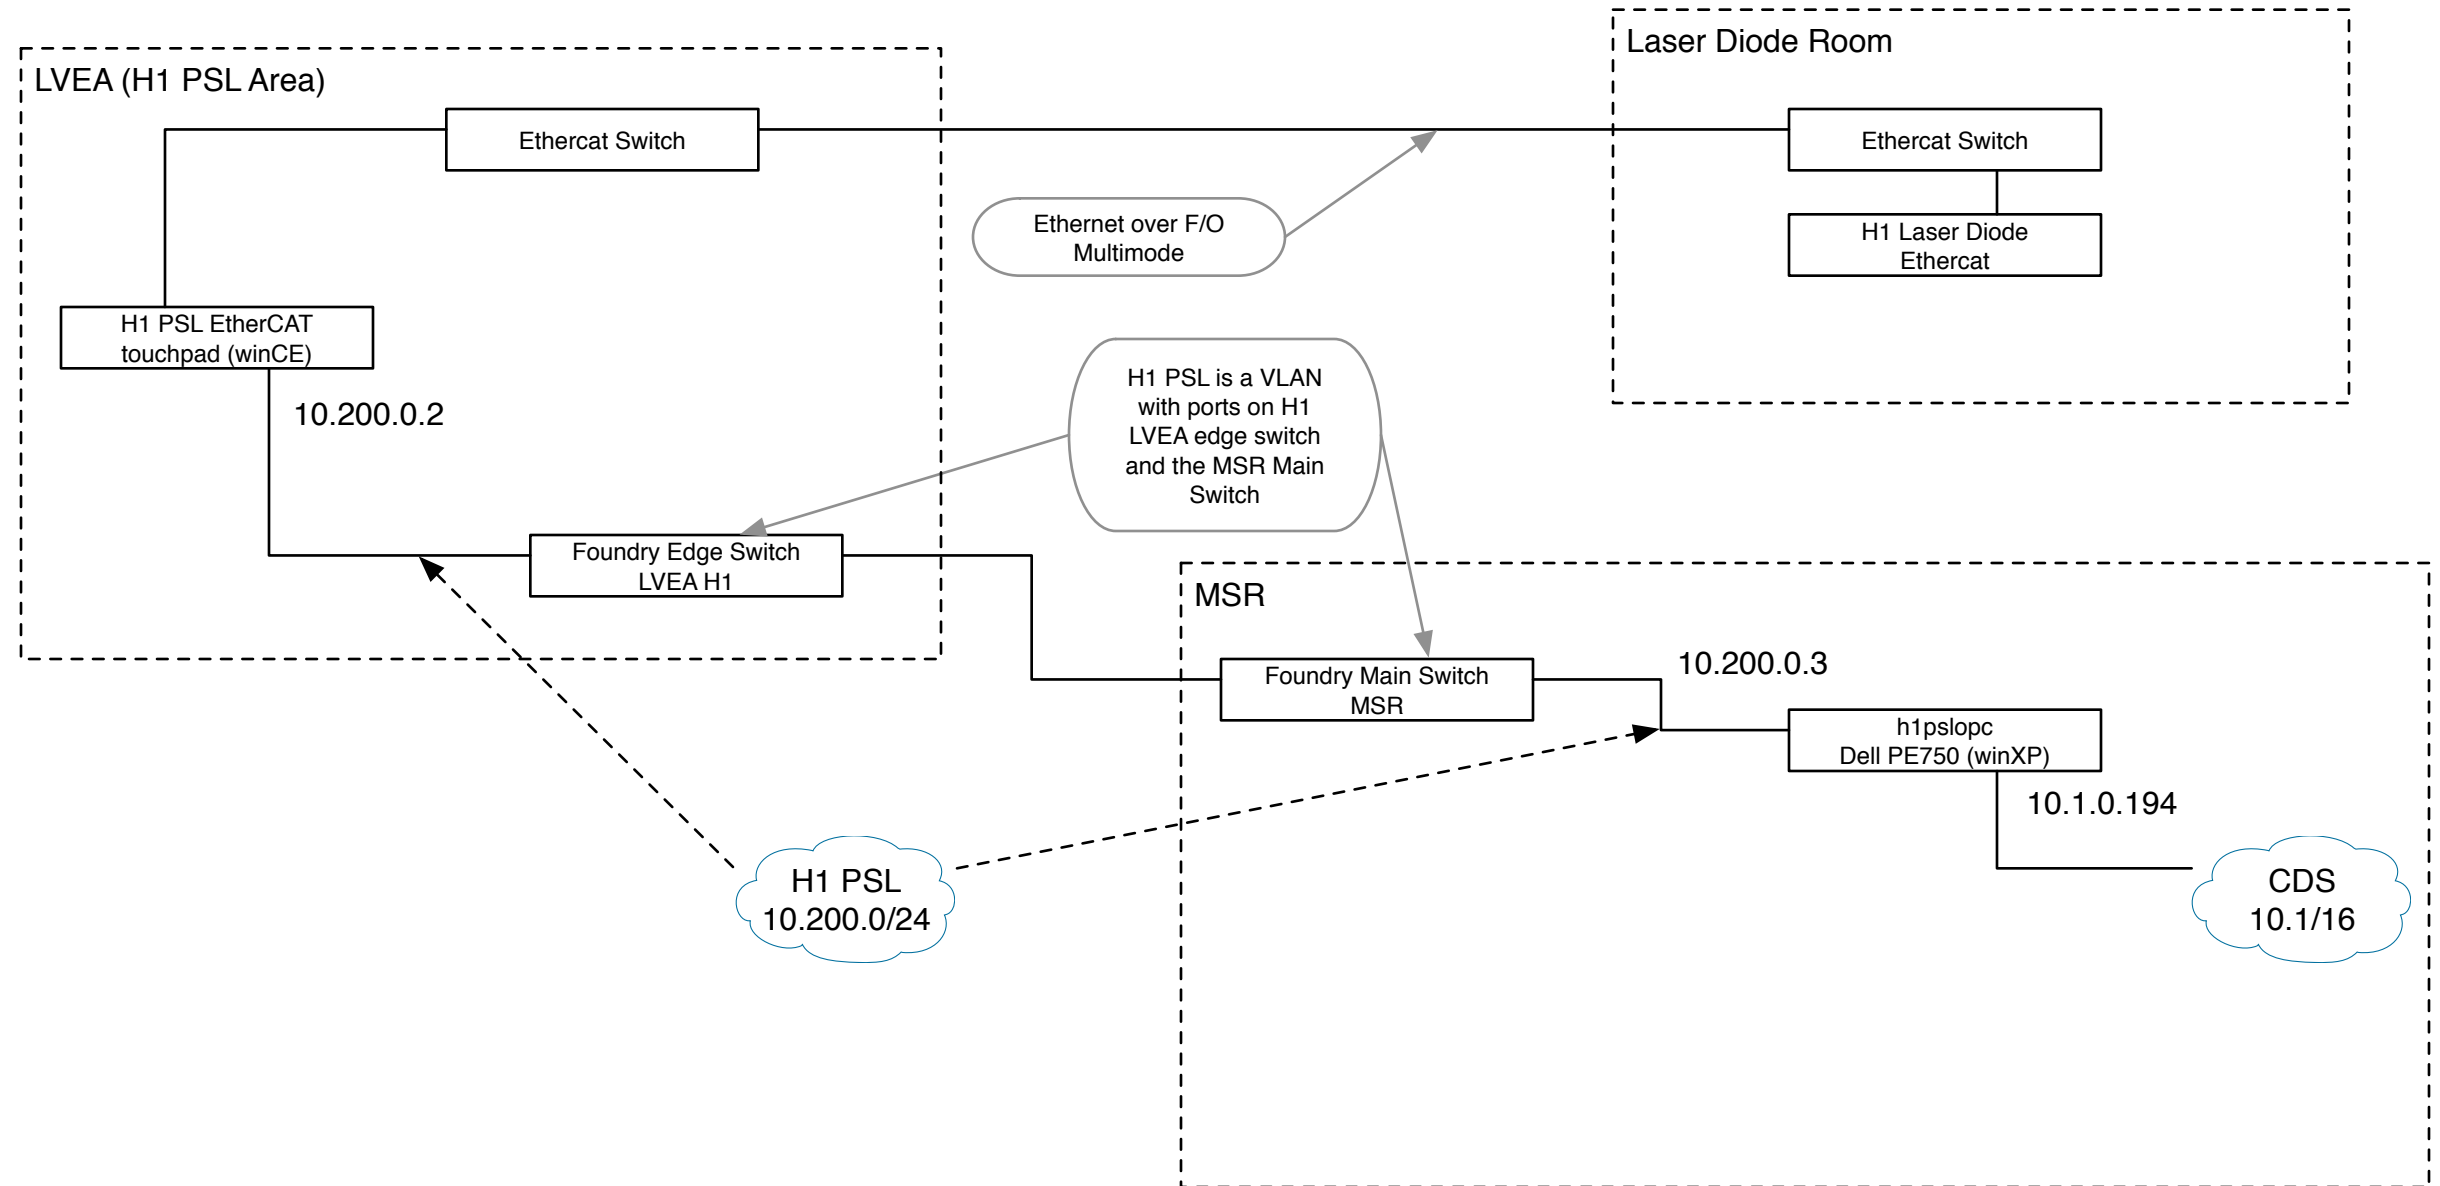 Laser Diode Room
LVEA (H1 PSL Area)
Ethercat Switch
Ethercat Switch
Ethernet over F/O
Multimode
H1 Laser Diode
Ethercat
H1 PSL EtherCAT
touchpad (winCE)
10.200.0.2
H1 PSL is a VLAN
with ports on H1
LVEA edge switch
and the MSR Main
Switch
Foundry Edge Switch
LVEA H1
MSR
Foundry Main Switch
MSR
10.200.0.3
h1pslopc
Dell PE750 (winXP)
10.1.0.194
H1 PSL
10.200.0/24
CDS
10.1/16